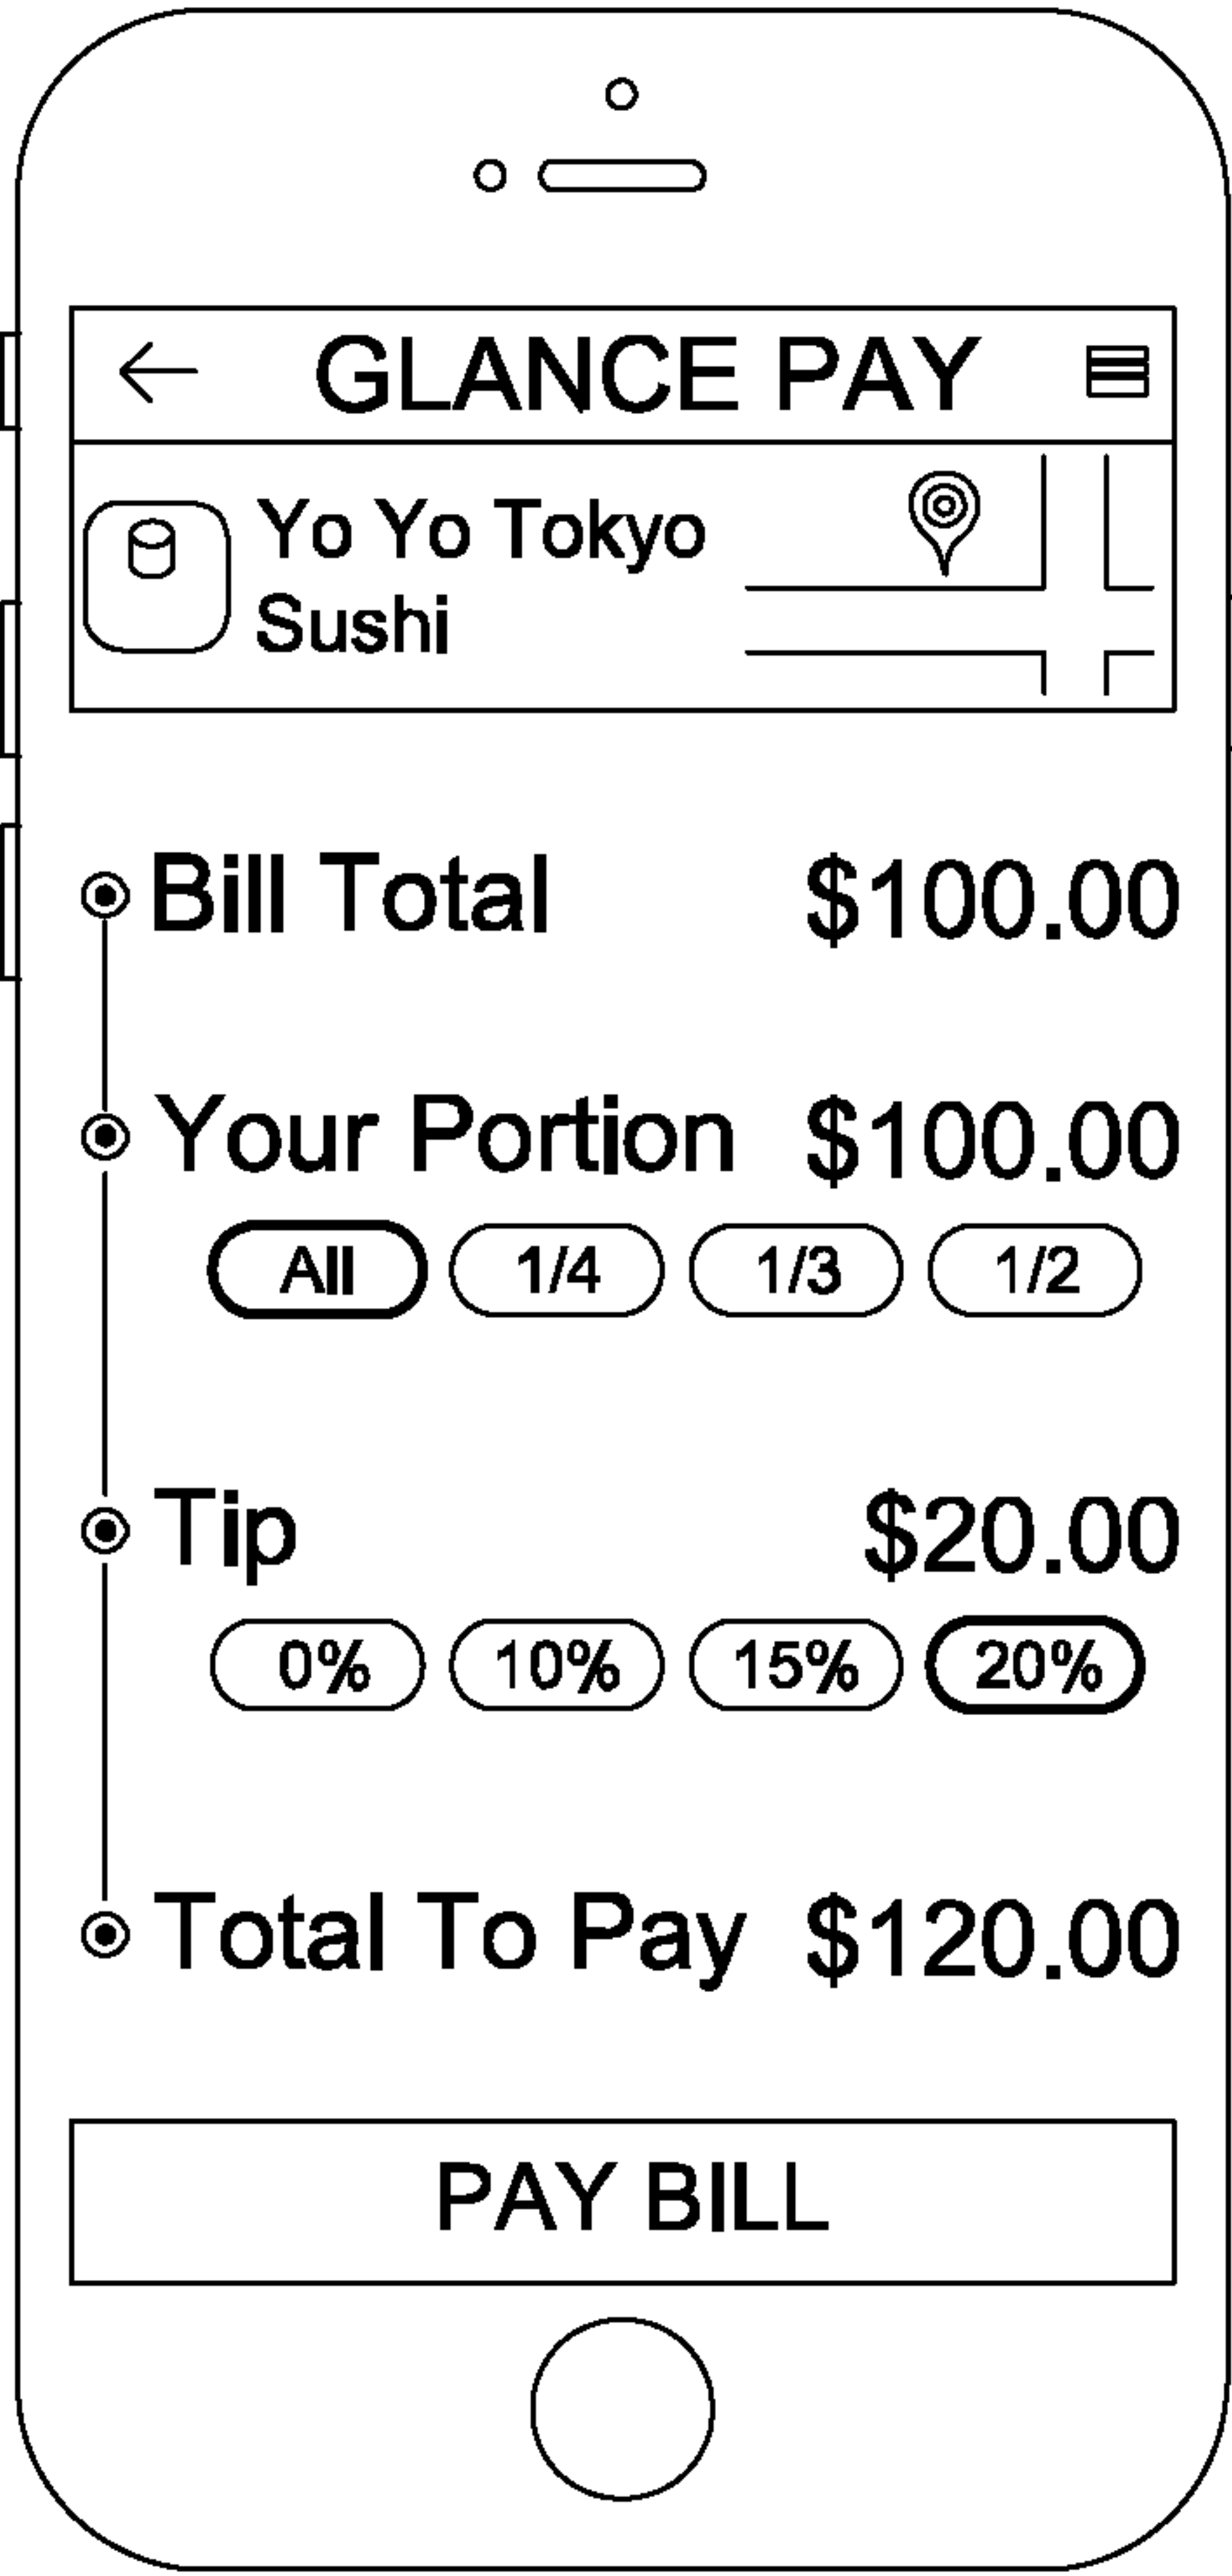 GLANCE PAY
Yo Yo Tokyo
Sushi
Bill Total $100.00
Your Portion $100.00
All 1/4 1/3 1/2
Tip $20.00
0% 10% 15% 20%
Total To Pay $120.00
PAY BILL